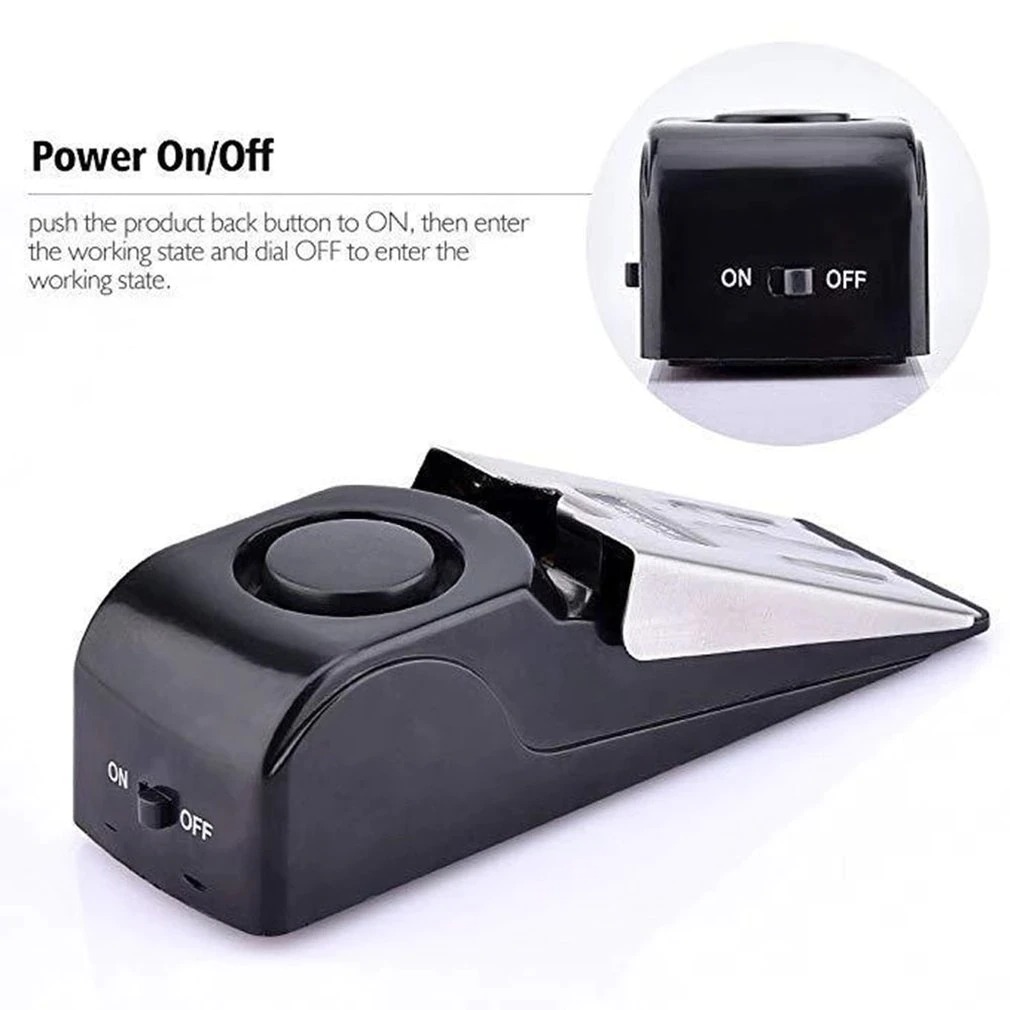 Power On/Off
push the product back button to ON, then enter
the working state and dial OFF to enter the
working state.
ON OFF
ON
OFF